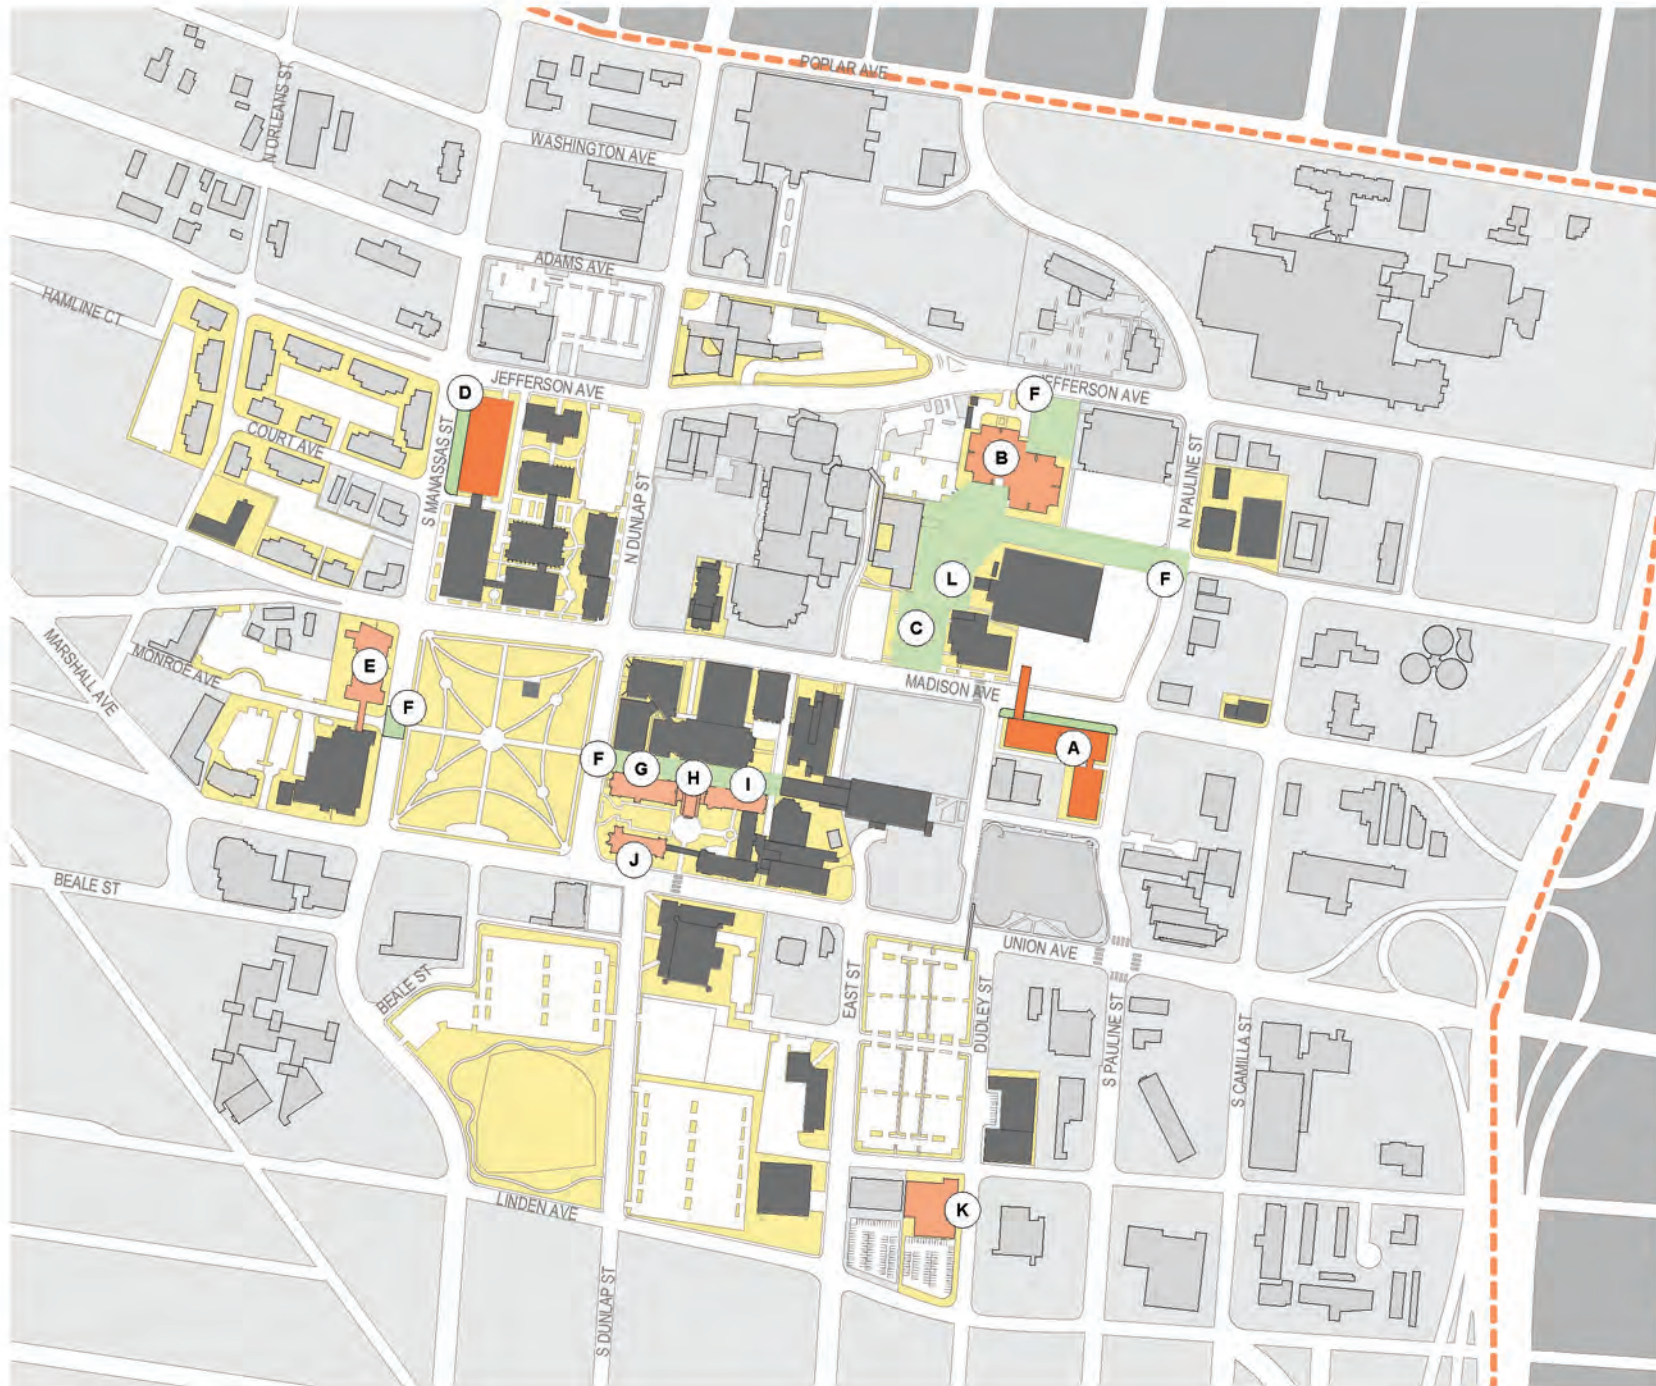 POPLAR AVE
N ORLEANS ST
WASHINGTON AVE
ADAMS AVE
HAMLINE CT
JEFFERSON AVE
D
F
JEFFERSON AVE
COURT AVE
S MANASSAS ST
B
N PAULINE ST
N DUNLAP ST
L
F
C
MARSHALL AVE
MONROE AVE
E
MADISON AVE
F
A
F
G
H
I
J
BEALE ST
UNION AVE
BEALE ST
EAST ST
DUDLEY ST
S PAULINE ST
S CAMILLA ST
LINDEN AVE
K
S DUNLAP ST